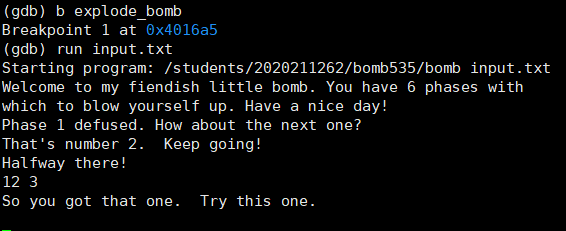 (gdb) b explode_bomb
Breakpoint 1 at 0x4016a5
(gdb) run input.txt
Starting program: /students/2020211262/bomb535/bomb input.txt
Welcome to my fiendish little bomb. You have 6 phases with
which to blow yourself up. Have a nice day!
Phase 1 defused. How about the next one?
That's number 2.  Keep going!
Halfway there!
12 3
So you got that one.  Try this one.